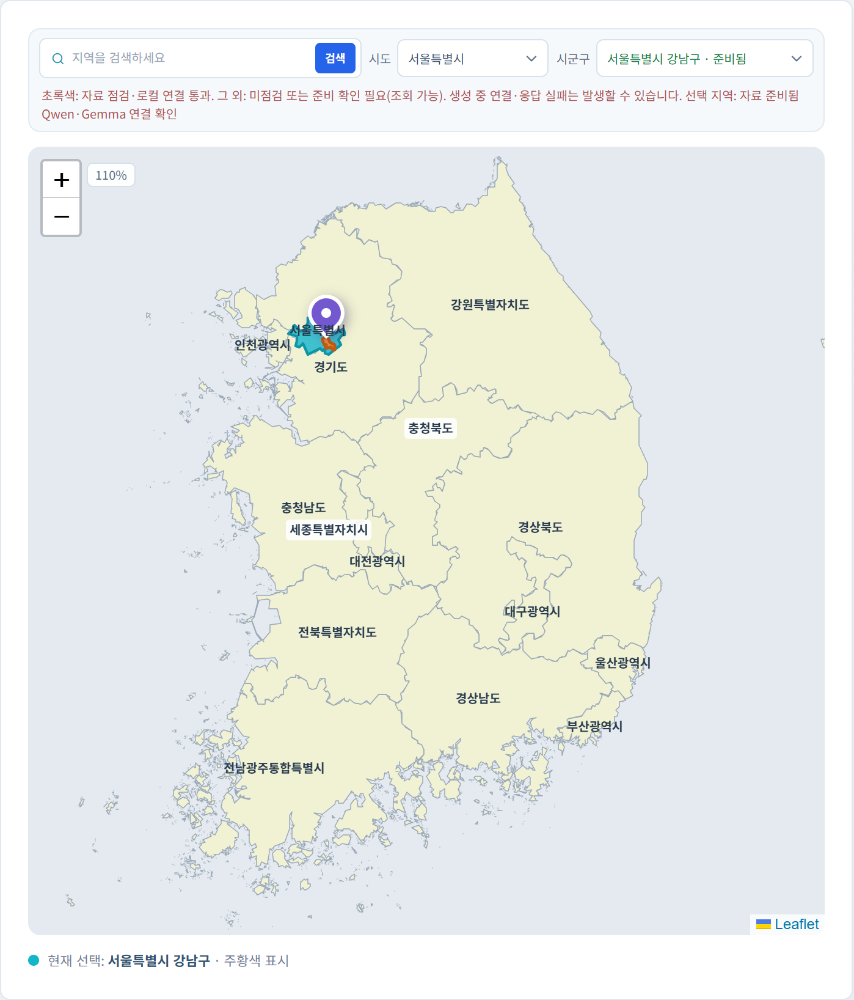 지역을 검색하세요 검색 시도 서울특별시 시군구 서울특별시 강남구 · 준비됨
초록색: 자료 점검·로컬 연결 통과. 그 외: 미점검 또는 준비 확인 필요(조회 가능). 생성 중 연결·응답 실패는 발생할 수 있습니다. 선택 지역: 자료 준비됨
Qwen·Gemma 연결 확인
+ 110%
−
강원특별자치도
서울특별시
인천광역시
경기도
충청북도
충청남도
경상북도
세종특별자치시
대전광역시
대구광역시
전북특별자치도
울산광역시
경상남도
부산광역시
전남광주통합특별시
Leaflet
현재 선택: 서울특별시 강남구 · 주황색 표시